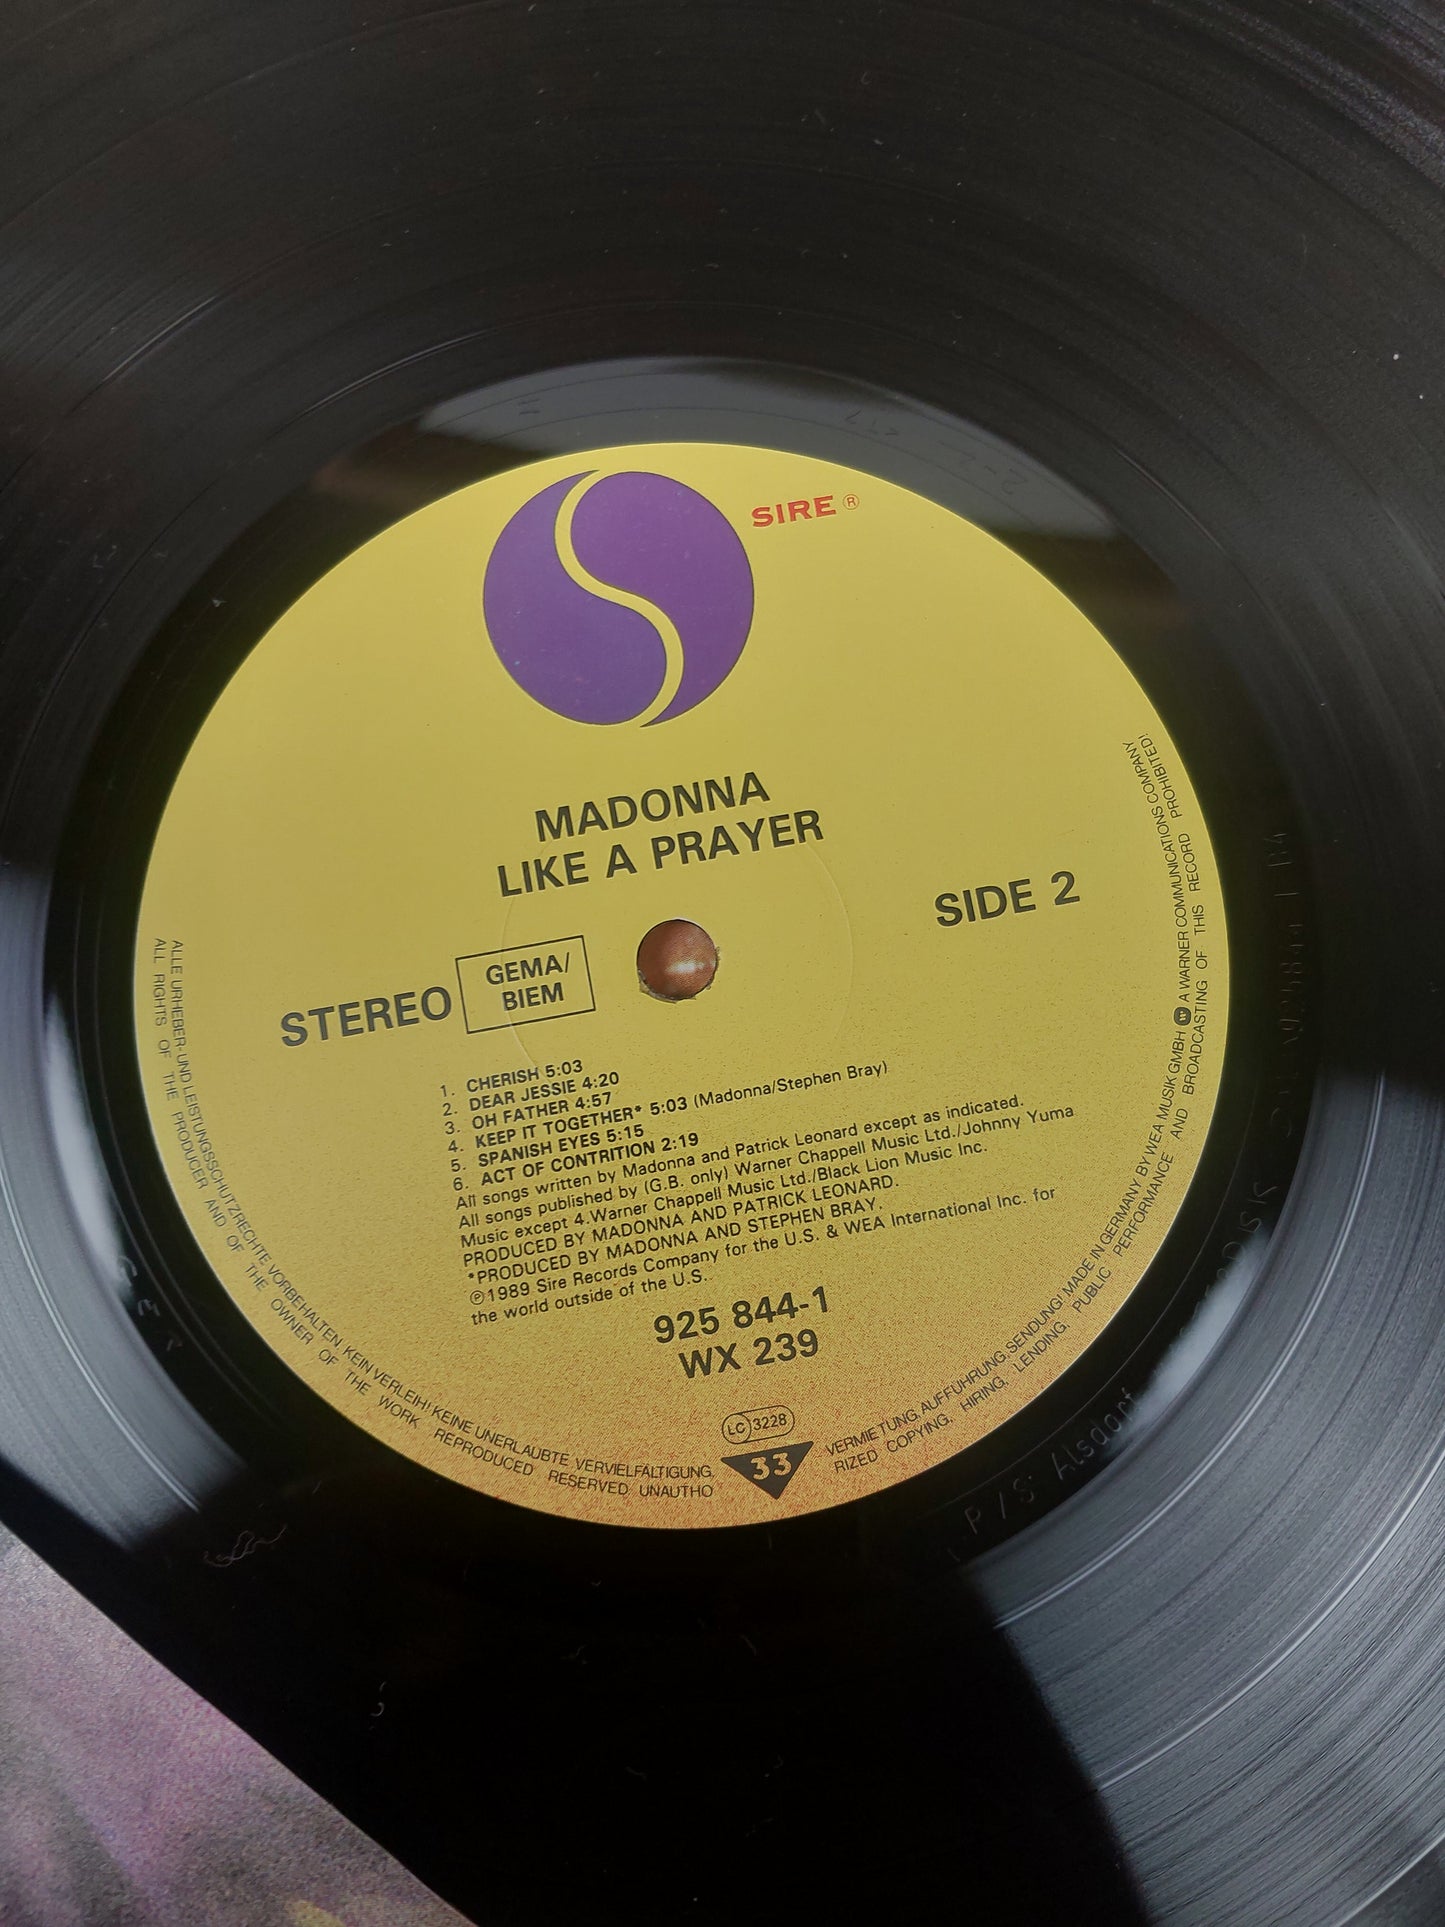 SIRE ®
MADONNA
LIKE A PRAYER
SIDE 2
STEREO
GEMA/
BIEM
1. CHERISH 5:03
2. DEAR JESSIE 4:20
3. OH FATHER 4:57
4. KEEP IT TOGETHER* 5:03 (Madonna/Stephen Bray)
5. SPANISH EYES 5:15
6. ACT OF CONTRITION 2:19
All songs written by Madonna and Patrick Leonard except as indicated.
All songs published by (G.B. only) Warner Chappell Music Ltd./Johnny Yuma
Music except 4.Warner Chappell Music Ltd./Black Lion Music Inc.
PRODUCED BY MADONNA AND PATRICK LEONARD.
*PRODUCED BY MADONNA AND STEPHEN BRAY.
℗1989 Sire Records Company for the U.S. & WEA International Inc. for
the world outside of the U.S.
925 844-1
WX 239
LC 3228
33
ALLE URHEBER- UND LEISTUNGSSCHUTZRECHTE VORBEHALTEN. KEIN VERLEIH! KEINE UNERLAUBTE VERVIELFÄLTIGUNG, VERMIETUNG, AUFFÜHRUNG, SENDUNG! MADE IN GERMANY BY WEA MUSIK GMBH W A WARNER COMMUNICATIONS COMPANY
ALL RIGHTS OF THE PRODUCER AND OF THE OWNER OF THE WORK REPRODUCED RESERVED UNAUTHORIZED COPYING, HIRING, LENDING, PUBLIC PERFORMANCE AND BROADCASTING OF THIS RECORD PROHIBITED!
P / S: Alsdorf